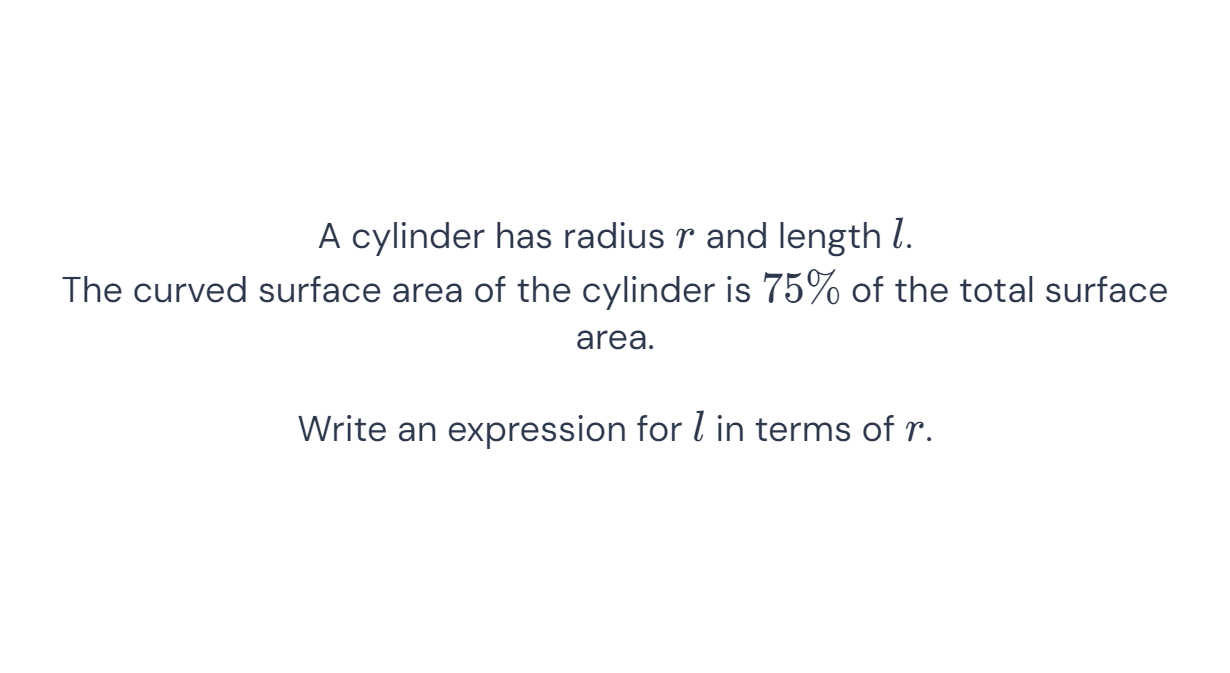 A cylinder has radius r and length l.
The curved surface area of the cylinder is 75% of the total surface
area.
Write an expression for l in terms of r.